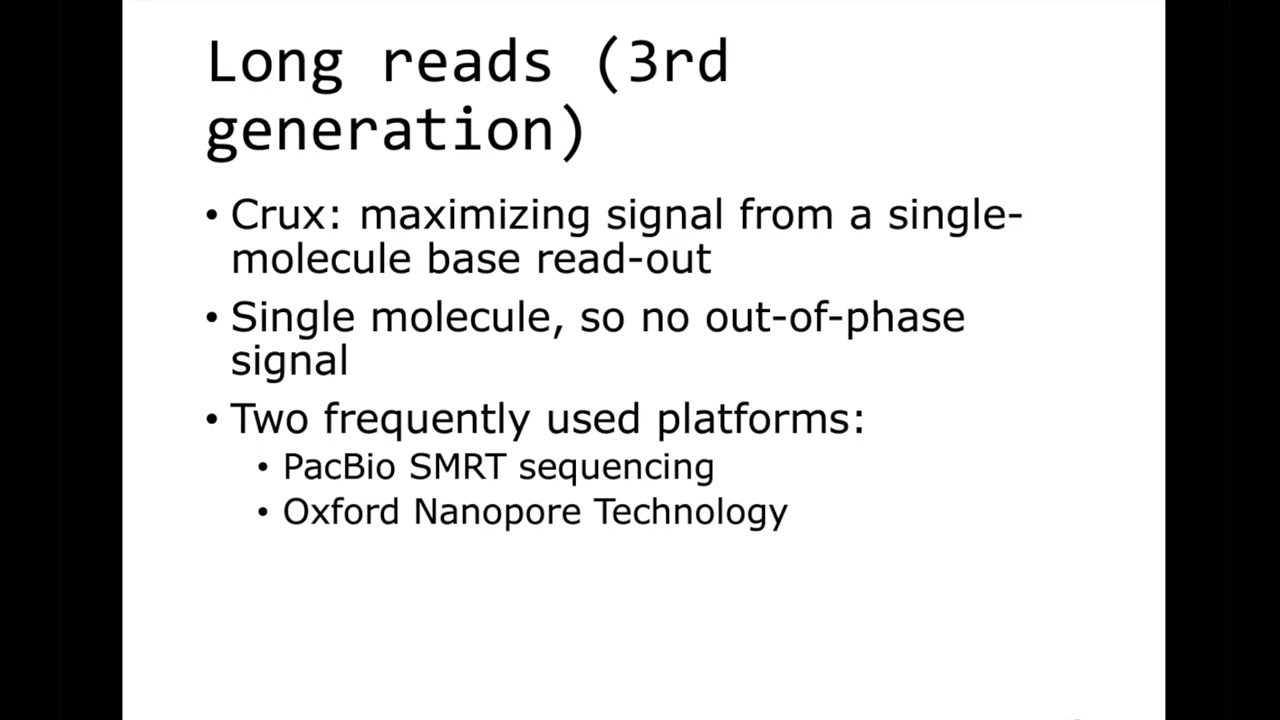 Long reads (3rd
generation)
• Crux: maximizing signal from a single-
molecule base read-out
• Single molecule, so no out-of-phase
signal
• Two frequently used platforms:
• PacBio SMRT sequencing
• Oxford Nanopore Technology